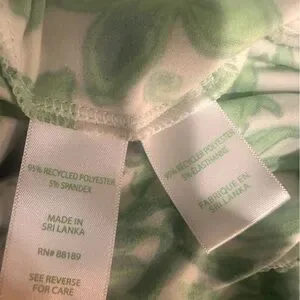 95% RECYCLED POLYESTER
5% SPANDEX
MADE IN
SRI LANKA
RN# 88189
SEE REVERSE
FOR CARE
95% RECYCLED POLYESTER
5% ELASTHANNE
FABRIQUE EN
SRI LANKA